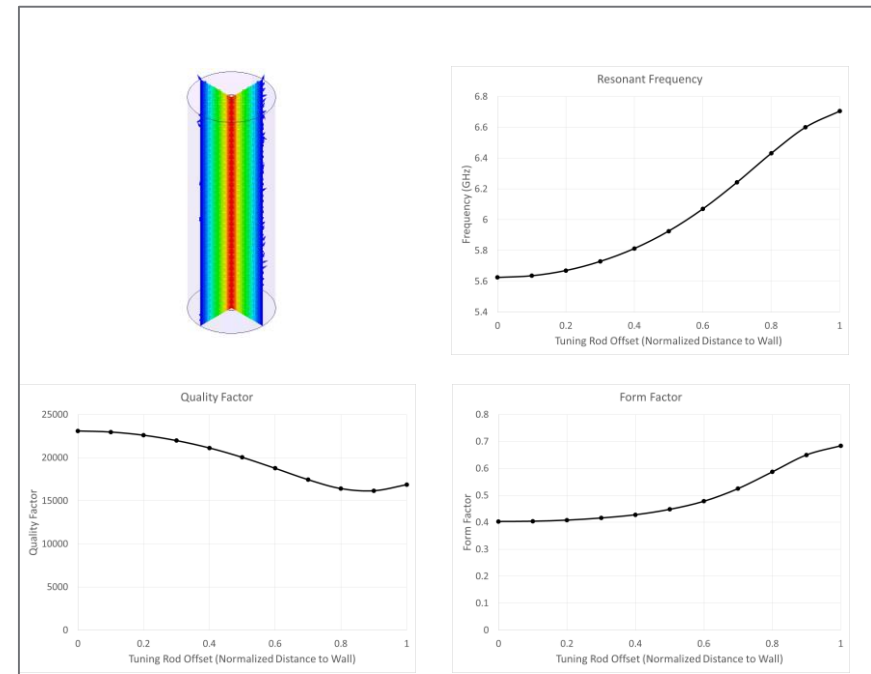 Resonant Frequency
6.8
6.6
6.4
6.2
6
5.8
5.6
5.4
Frequency (GHz)
0 0.2 0.4 0.6 0.8 1
Tuning Rod Offset (Normalized Distance to Wall)
Quality Factor
25000
20000
15000
10000
5000
0
Quality Factor
0 0.2 0.4 0.6 0.8 1
Tuning Rod Offset (Normalized Distance to Wall)
Form Factor
0.8
0.7
0.6
0.5
0.4
0.3
0.2
0.1
0
Form Factor
0 0.2 0.4 0.6 0.8 1
Tuning Rod Offset (Normalized Distance to Wall)